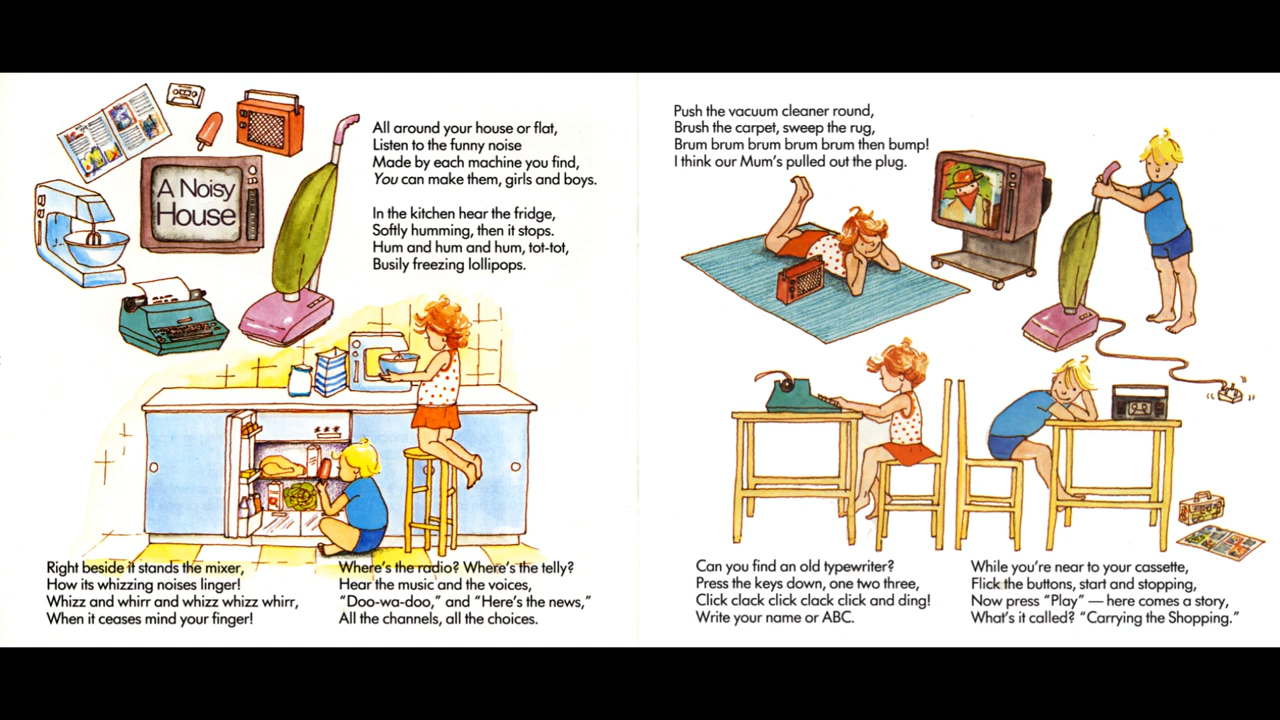 A Noisy
House
All around your house or flat,
Listen to the funny noise
Made by each machine you find,
You can make them, girls and boys.
In the kitchen hear the fridge,
Softly humming, then it stops.
Hum and hum and hum, tot-tot,
Busily freezing lollipops.
Right beside it stands the mixer,
How its whizzing noises linger!
Whizz and whirr and whizz whizz whirr,
When it ceases mind your finger!
Where's the radio? Where's the telly?
Hear the music and the voices,
“Doo-wa-doo,” and “Here's the news,”
All the channels, all the choices.
Push the vacuum cleaner round,
Brush the carpet, sweep the rug,
Brum brum brum brum brum then bump!
I think our Mum's pulled out the plug.
Can you find an old typewriter?
Press the keys down, one two three,
Click clack click clack click and ding!
Write your name or ABC.
While you're near to your cassette,
Flick the buttons, start and stopping,
Now press “Play” — here comes a story,
What's it called? “Carrying the Shopping.”